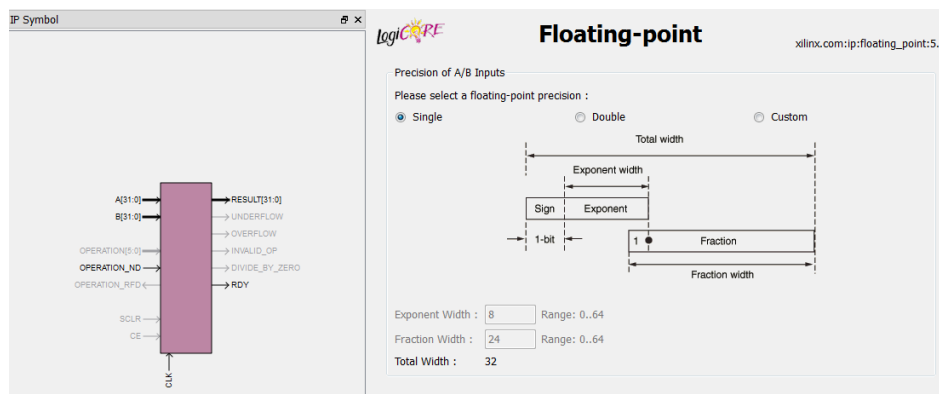 IP Symbol
A[31:0]
B[31:0]
OPERATION[5:0]
OPERATION_ND
OPERATION_RFD
SCLR
CE
CLK
RESULT[31:0]
UNDERFLOW
OVERFLOW
INVALID_OP
DIVIDE_BY_ZERO
RDY
LogiCORE
Floating-point
xilinx.com:ip:floating_point:5.
Precision of A/B Inputs
Please select a floating-point precision :
Single Double Custom
Total width
Exponent width
Sign Exponent
1-bit 1 Fraction
Fraction width
Exponent Width : 8 Range: 0..64
Fraction Width : 24 Range: 0..64
Total Width : 32